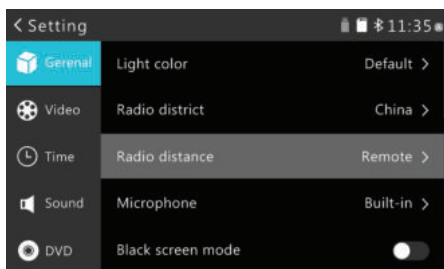 Setting 11:35
Gerenal Light color Default >
Video Radio district China >
Time Radio distance Remote >
Sound Microphone Built-in >
DVD Black screen mode